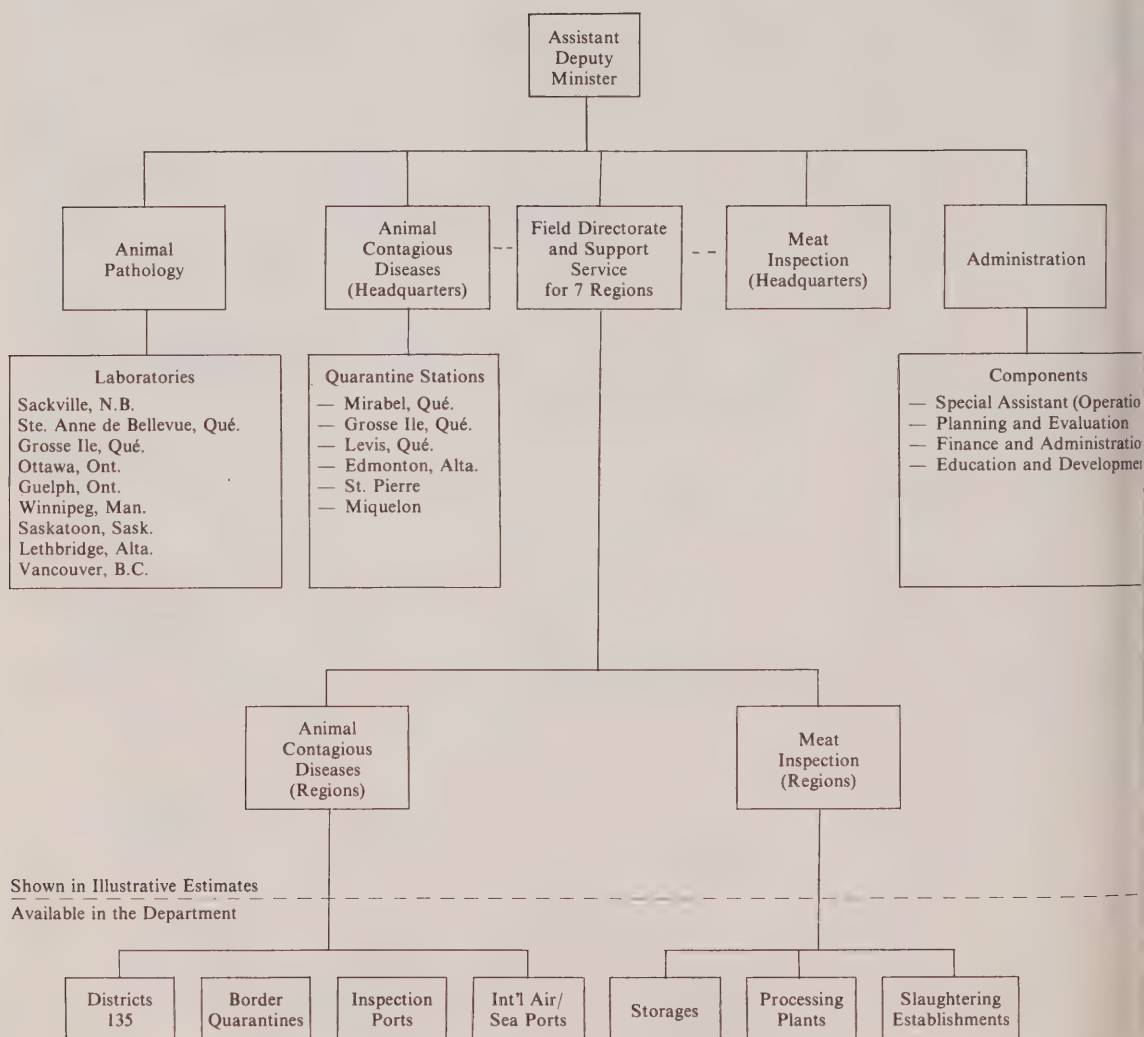 Assistant
Deputy
Minister
Animal
Pathology
Animal
Contagious
Diseases
(Headquarters)
Field Directorate
and Support
Service
for 7 Regions
Meat
Inspection
(Headquarters)
Administration
Laboratories
Sackville, N.B.
Ste. Anne de Bellevue, Qué.
Grosse Ile, Qué.
Ottawa, Ont.
Guelph, Ont.
Winnipeg, Man.
Saskatoon, Sask.
Lethbridge, Alta.
Vancouver, B.C.
Quarantine Stations
— Mirabel, Qué.
— Grosse Ile, Qué.
— Levis, Qué.
— Edmonton, Alta.
— St. Pierre
— Miquelon
Components
— Special Assistant (Operatio
— Planning and Evaluation
— Finance and Administratio
— Education and Developmen
Animal
Contagious
Diseases
(Regions)
Meat
Inspection
(Regions)
Shown in Illustrative Estimates
Available in the Department
Districts
135
Border
Quarantines
Inspection
Ports
Int'l Air/
Sea Ports
Storages
Processing
Plants
Slaughtering
Establishments